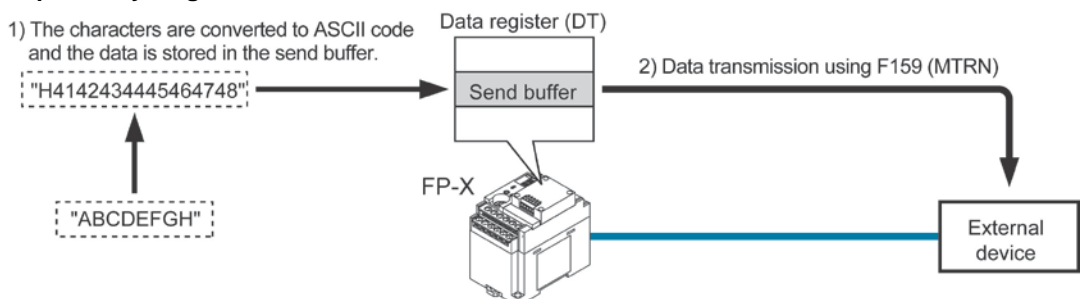 1) The characters are converted to ASCII code
and the data is stored in the send buffer.
"H4142434445464748"
"ABCDEFGH"
Data register (DT)
Send buffer
FP-X
2) Data transmission using F159 (MTRN)
External
device